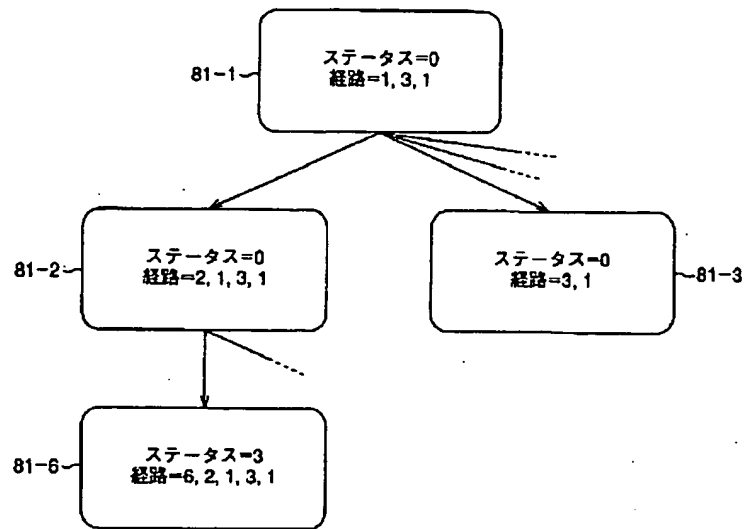 81-1
ステータス=0
経路=1, 3, 1
81-2
ステータス=0
経路=2, 1, 3, 1
ステータス=0
経路=3, 1
81-3
81-6
ステータス=3
経路=6, 2, 1, 3, 1